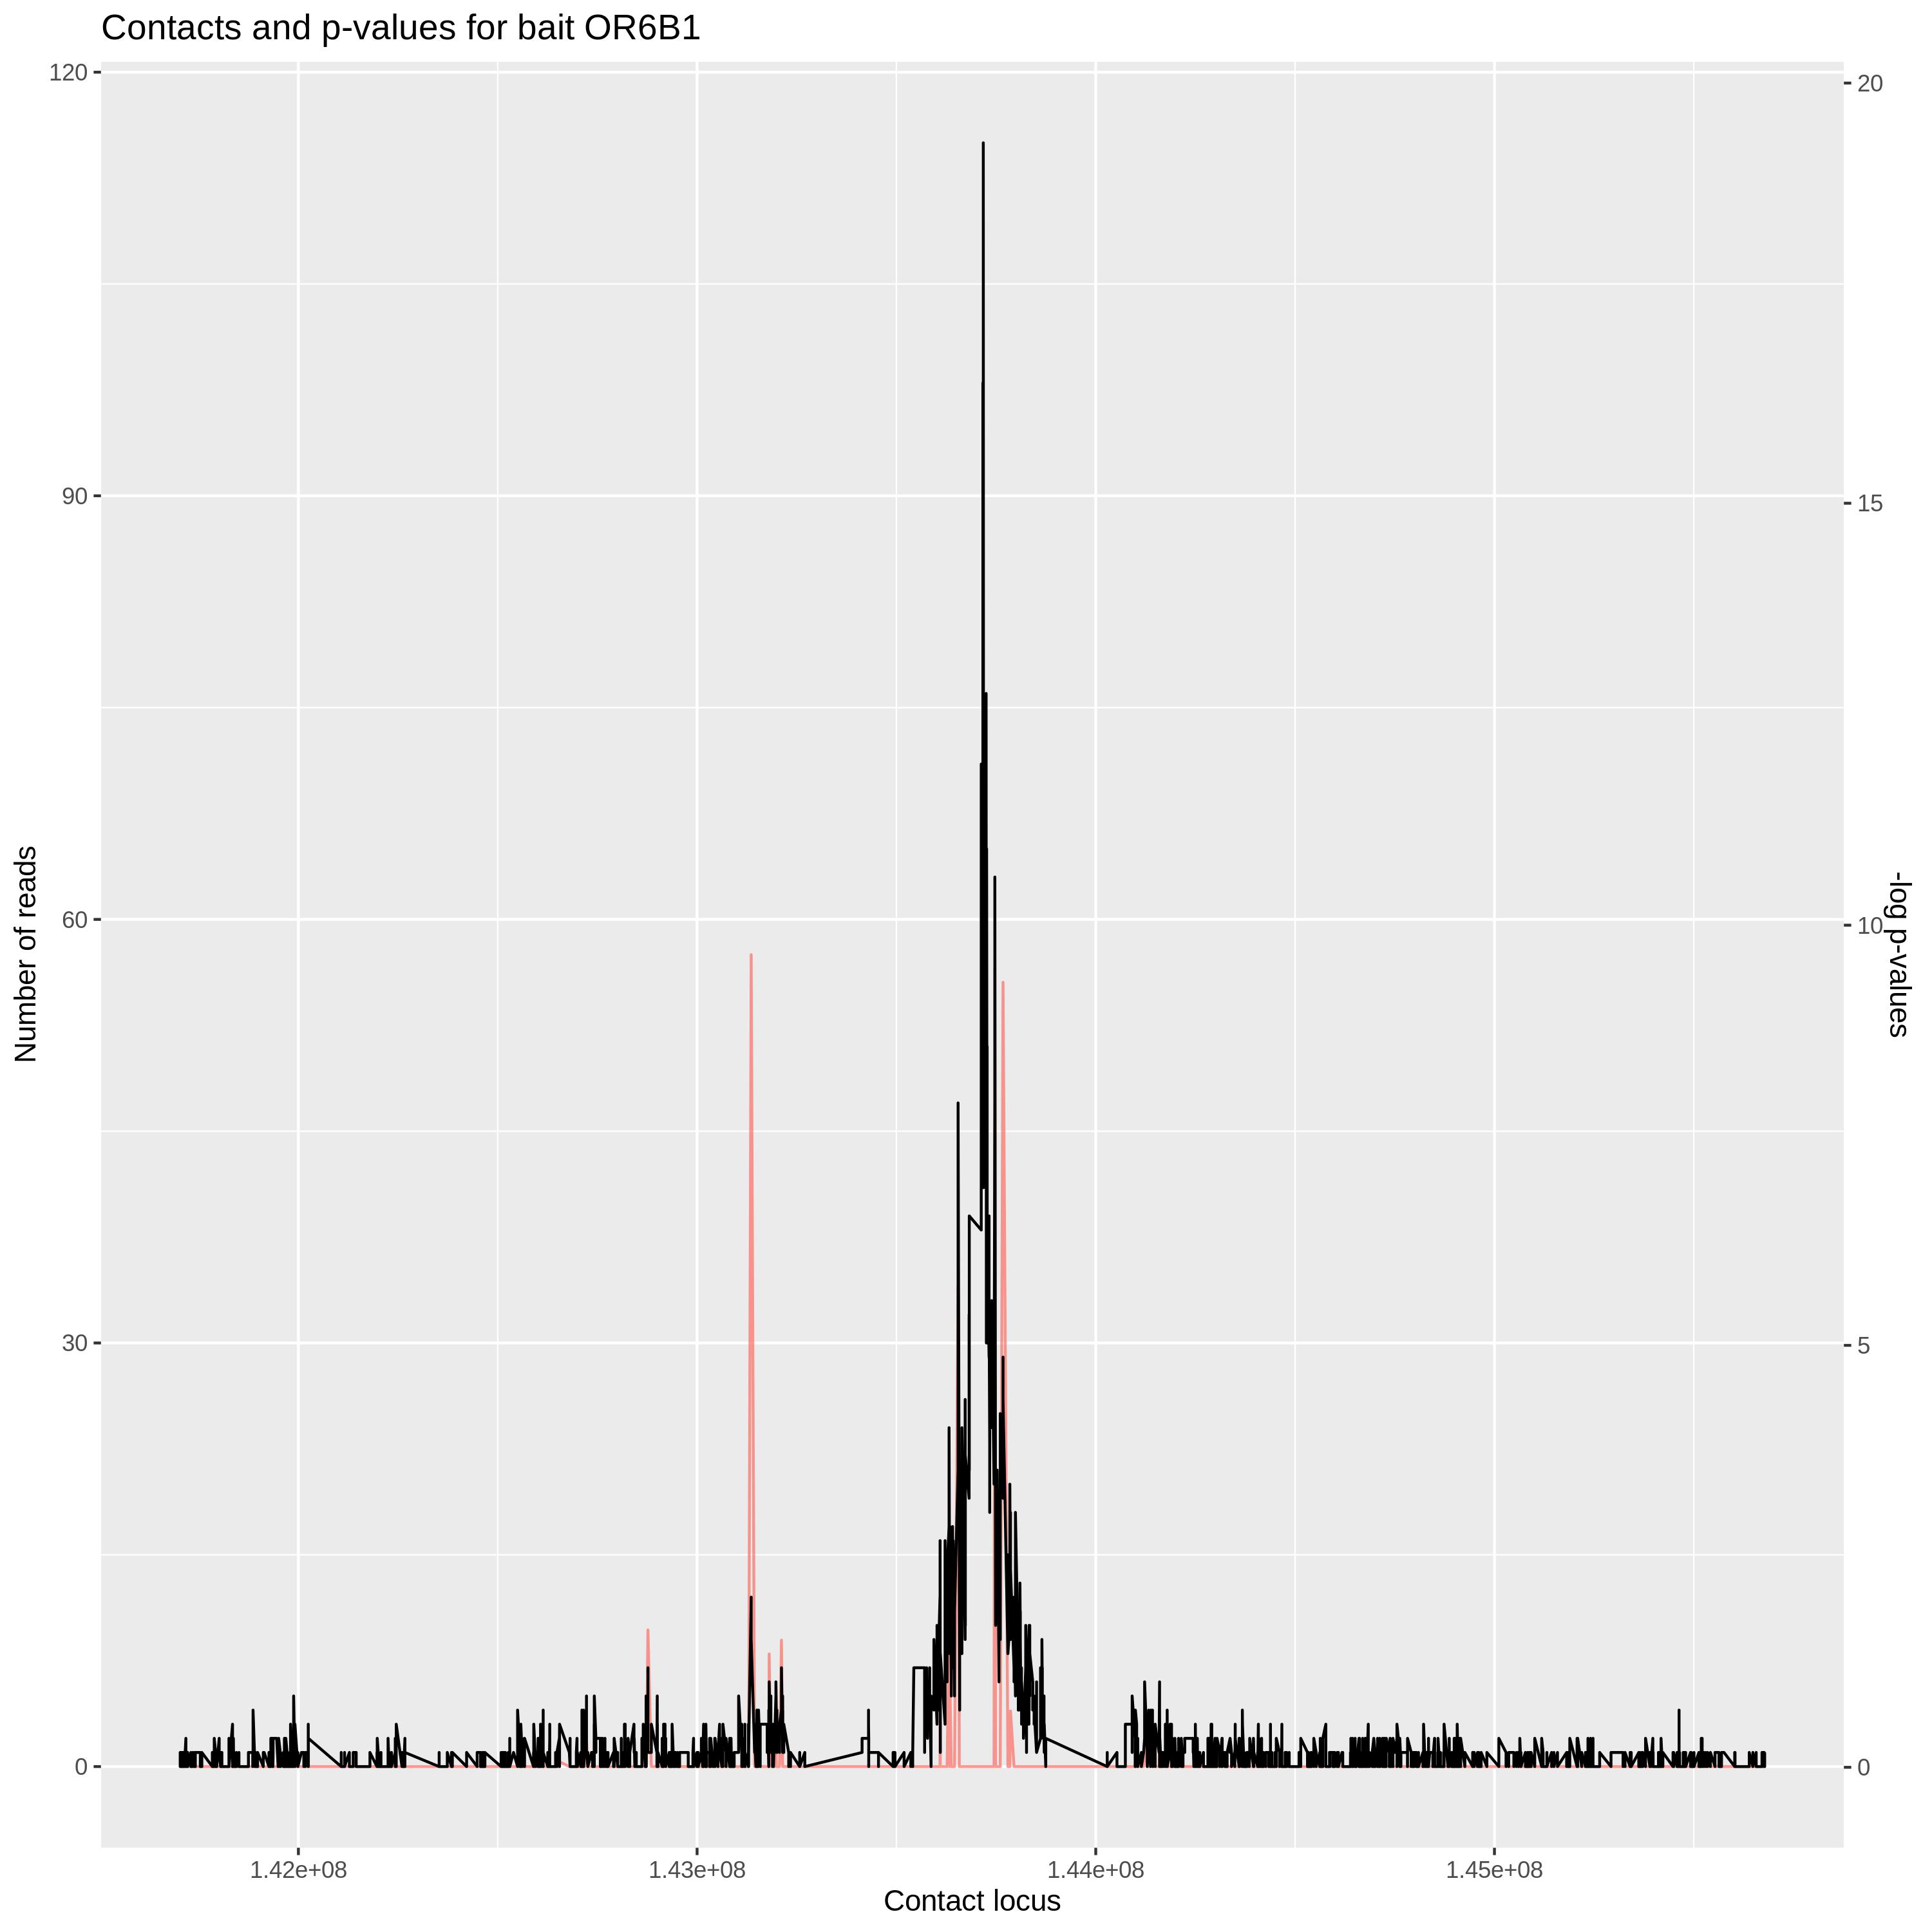 Contacts and p-values for bait OR6B1
120
90
60
30
0
Number of reads
20
15
10
5
0
-log p-values
1.42e+08
1.43e+08
1.44e+08
1.45e+08
Contact locus